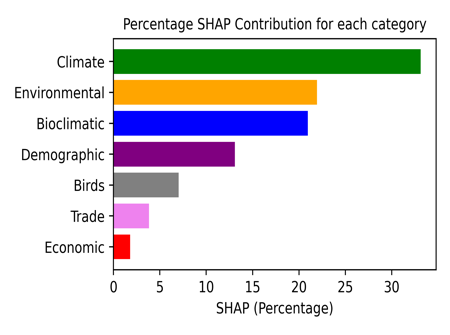 Percentage SHAP Contribution for each category
Climate
Environmental
Bioclimatic
Demographic
Birds
Trade
Economic
0 5 10 15 20 25 30
SHAP (Percentage)